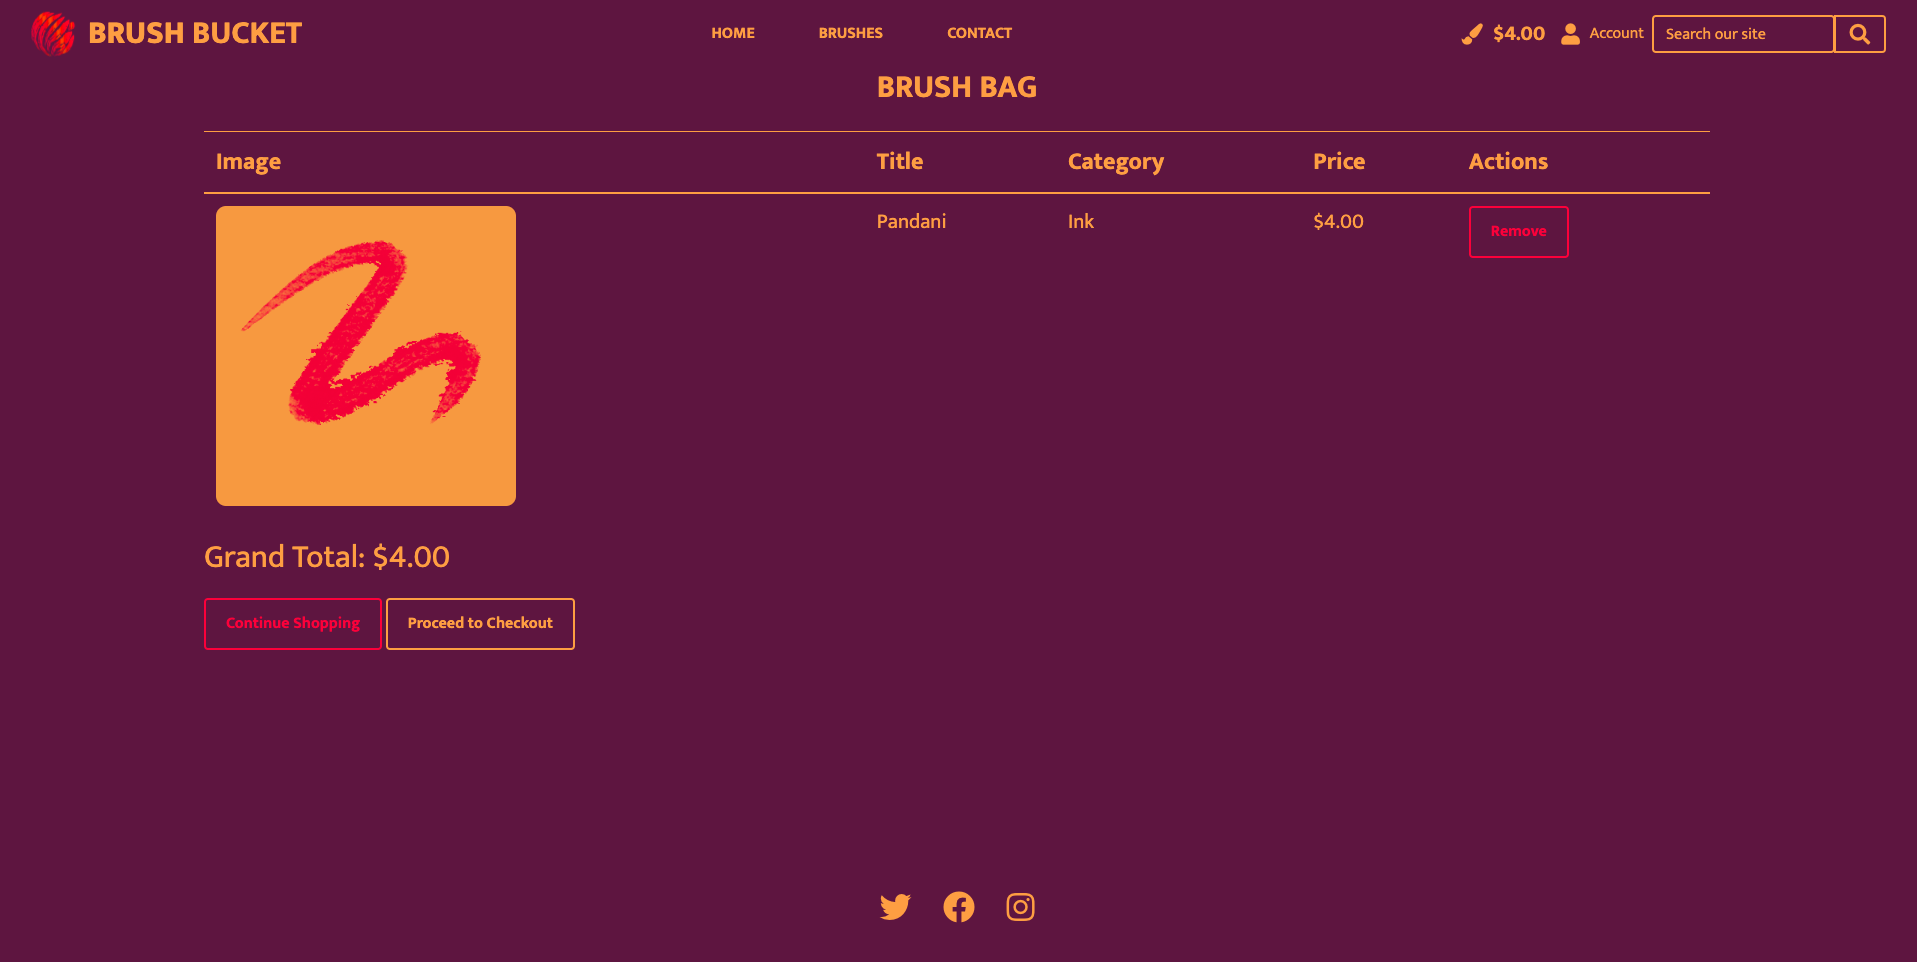 BRUSH BUCKET HOME BRUSHES CONTACT $4.00 Account Search our site
BRUSH BAG
Image Title Category Price Actions
Pandani Ink $4.00 Remove
Grand Total: $4.00
Continue Shopping Proceed to Checkout